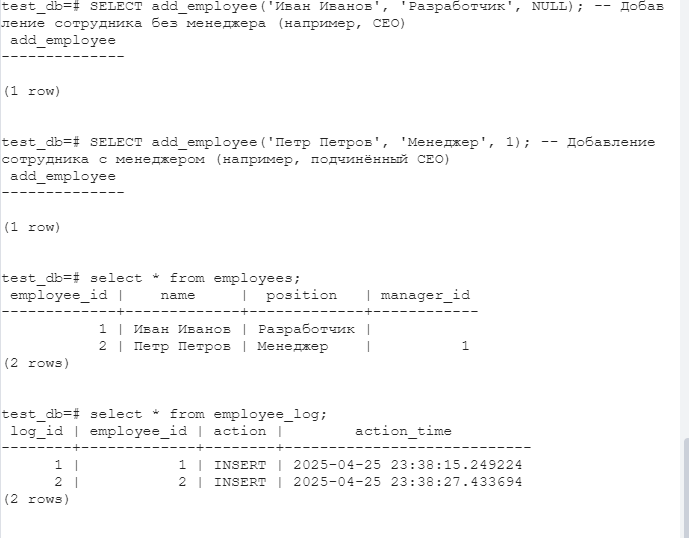 test_db=# SELECT add_employee('Иван Иванов', 'Разработчик', NULL); -- Добав
ление сотрудника без менеджера (например, CEO)
 add_employee
--------------

(1 row)


test_db=# SELECT add_employee('Петр Петров', 'Менеджер', 1); -- Добавление
сотрудника с менеджером (например, подчинённый CEO)
 add_employee
--------------

(1 row)


test_db=# select * from employees;
 employee_id |    name     |  position   | manager_id
-------------+-------------+-------------+------------
           1 | Иван Иванов | Разработчик |
           2 | Петр Петров | Менеджер    |          1
(2 rows)


test_db=# select * from employee_log;
 log_id | employee_id | action |        action_time
--------+-------------+--------+----------------------------
      1 |           1 | INSERT | 2025-04-25 23:38:15.249224
      2 |           2 | INSERT | 2025-04-25 23:38:27.433694
(2 rows)